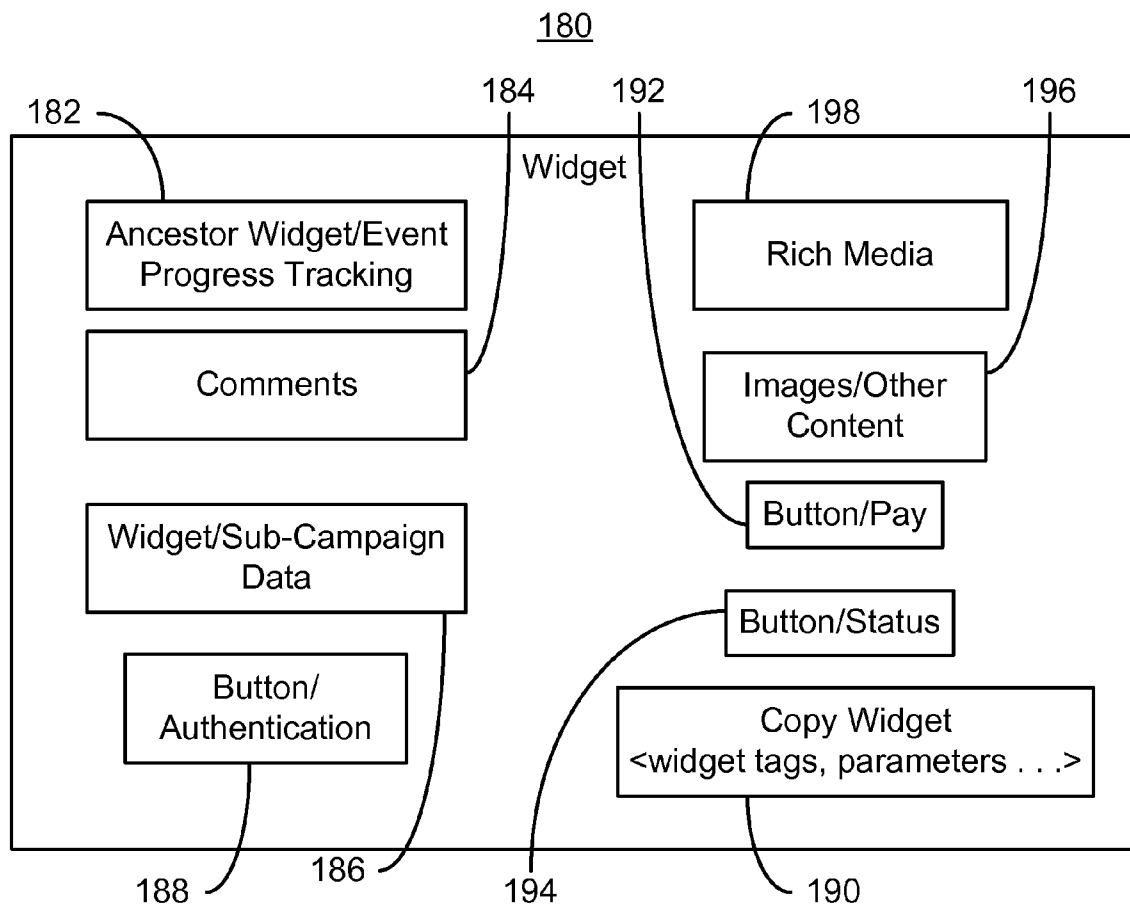 180
184
192
196
182
198
Widget
Ancestor Widget/Event
Progress Tracking
Rich Media
Comments
Images/Other
Content
Button/Pay
Widget/Sub-Campaign
Data
Button/Status
Button/
Authentication
Copy Widget
<widget tags, parameters . . .>
186
188
194
190